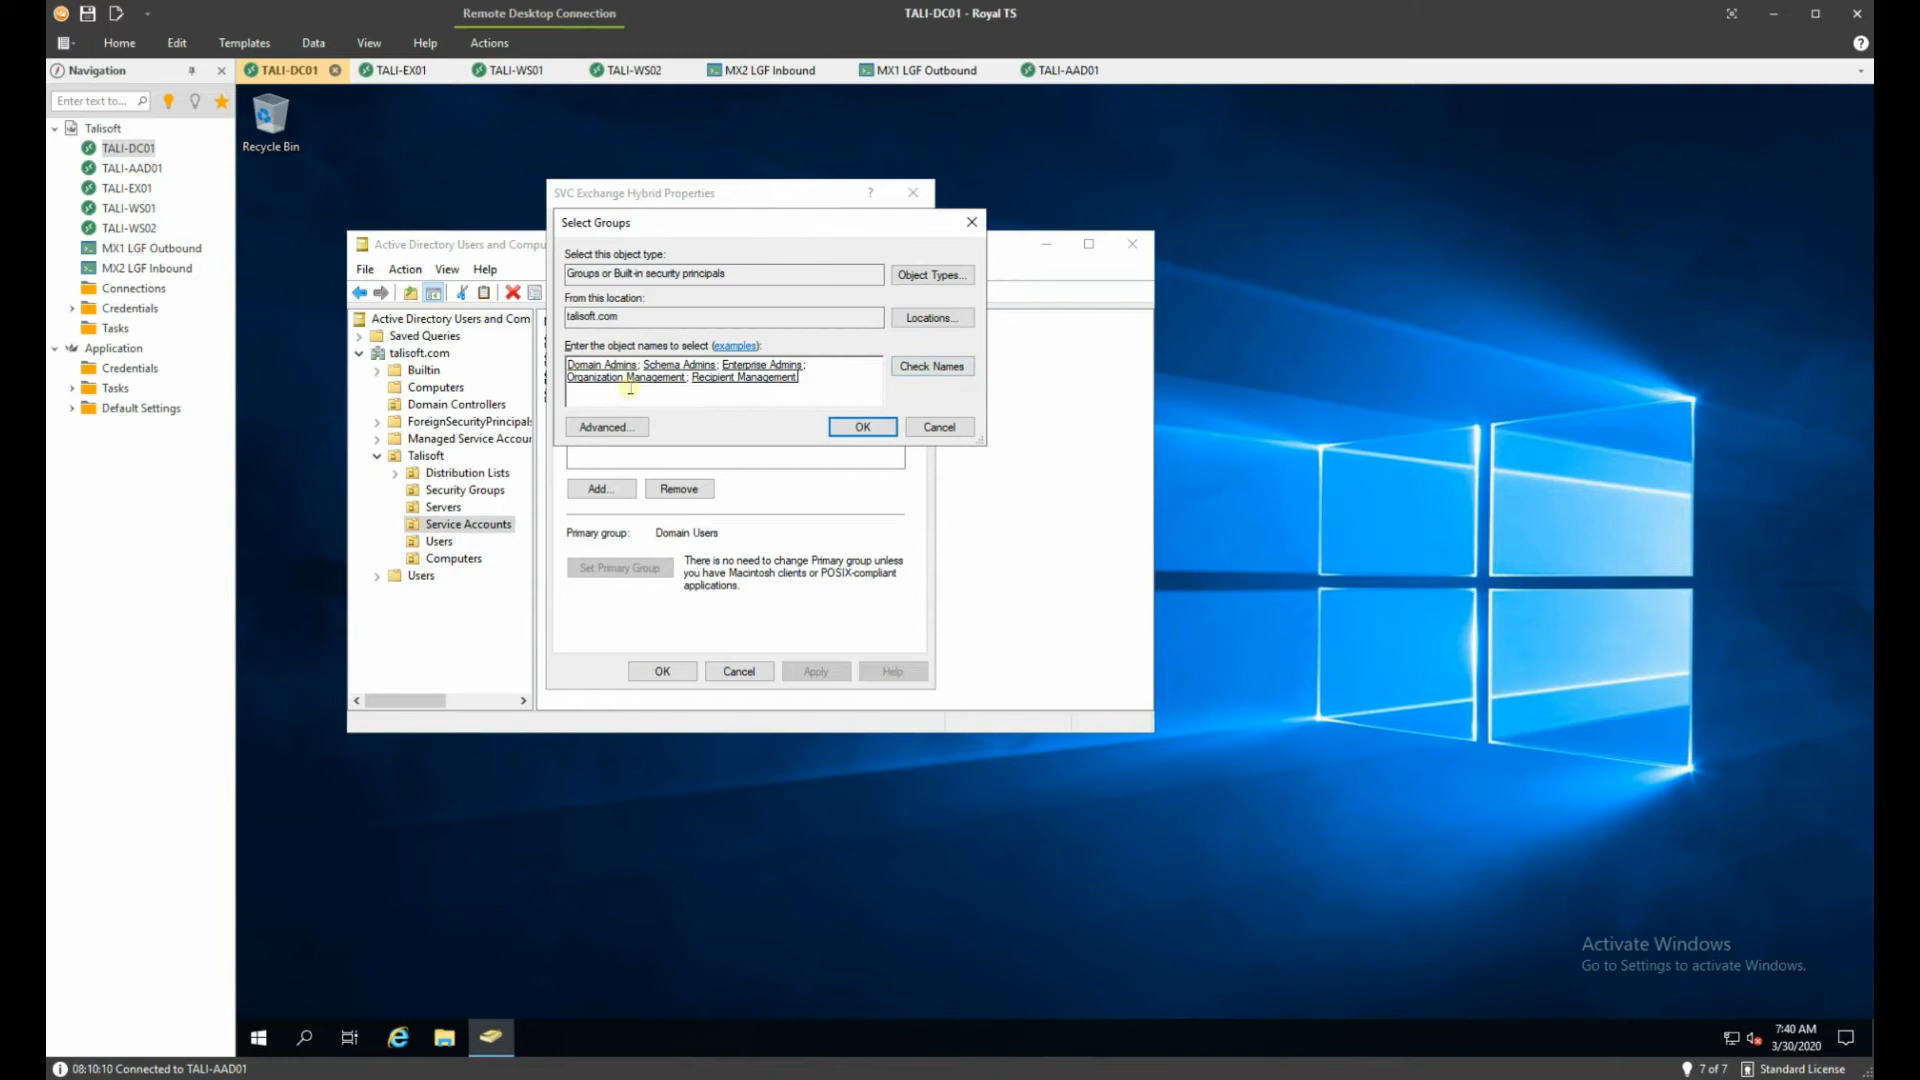 Remote Desktop Connection
TALI-DC01 - Royal TS
Home Edit Templates Data View Help Actions
Navigation
TALI-DC01 TALI-EX01 TALI-WS01 TALI-WS02 MX2 LGF Inbound MX1 LGF Outbound TALI-AAD01
Enter text to...
Talisoft
TALI-DC01
TALI-AAD01
TALI-EX01
TALI-WS01
TALI-WS02
MX1 LGF Outbound
MX2 LGF Inbound
Connections
Credentials
Tasks
Application
Credentials
Tasks
Default Settings
Recycle Bin
SVC Exchange Hybrid Properties
Select Groups
Select this object type:
Groups or Built-in security principals
Object Types...
From this location:
talisoft.com
Locations...
Enter the object names to select (examples):
Domain Admins; Schema Admins; Enterprise Admins;
Organization Management; Recipient Management
Check Names
Advanced...
OK
Cancel
Active Directory Users and Compu
File Action View Help
Active Directory Users and Com
Saved Queries
talisoft.com
Builtin
Computers
Domain Controllers
ForeignSecurityPrincipals
Managed Service Accour
Talisoft
Distribution Lists
Security Groups
Servers
Service Accounts
Users
Computers
Users
Add...
Remove
Primary group: Domain Users
Set Primary Group
There is no need to change Primary group unless
you have Macintosh clients or POSIX-compliant
applications.
OK
Cancel
Apply
Help
Activate Windows
Go to Settings to activate Windows.
7:40 AM
3/30/2020
08:10:10 Connected to TALI-AAD01
7 of 7
Standard License